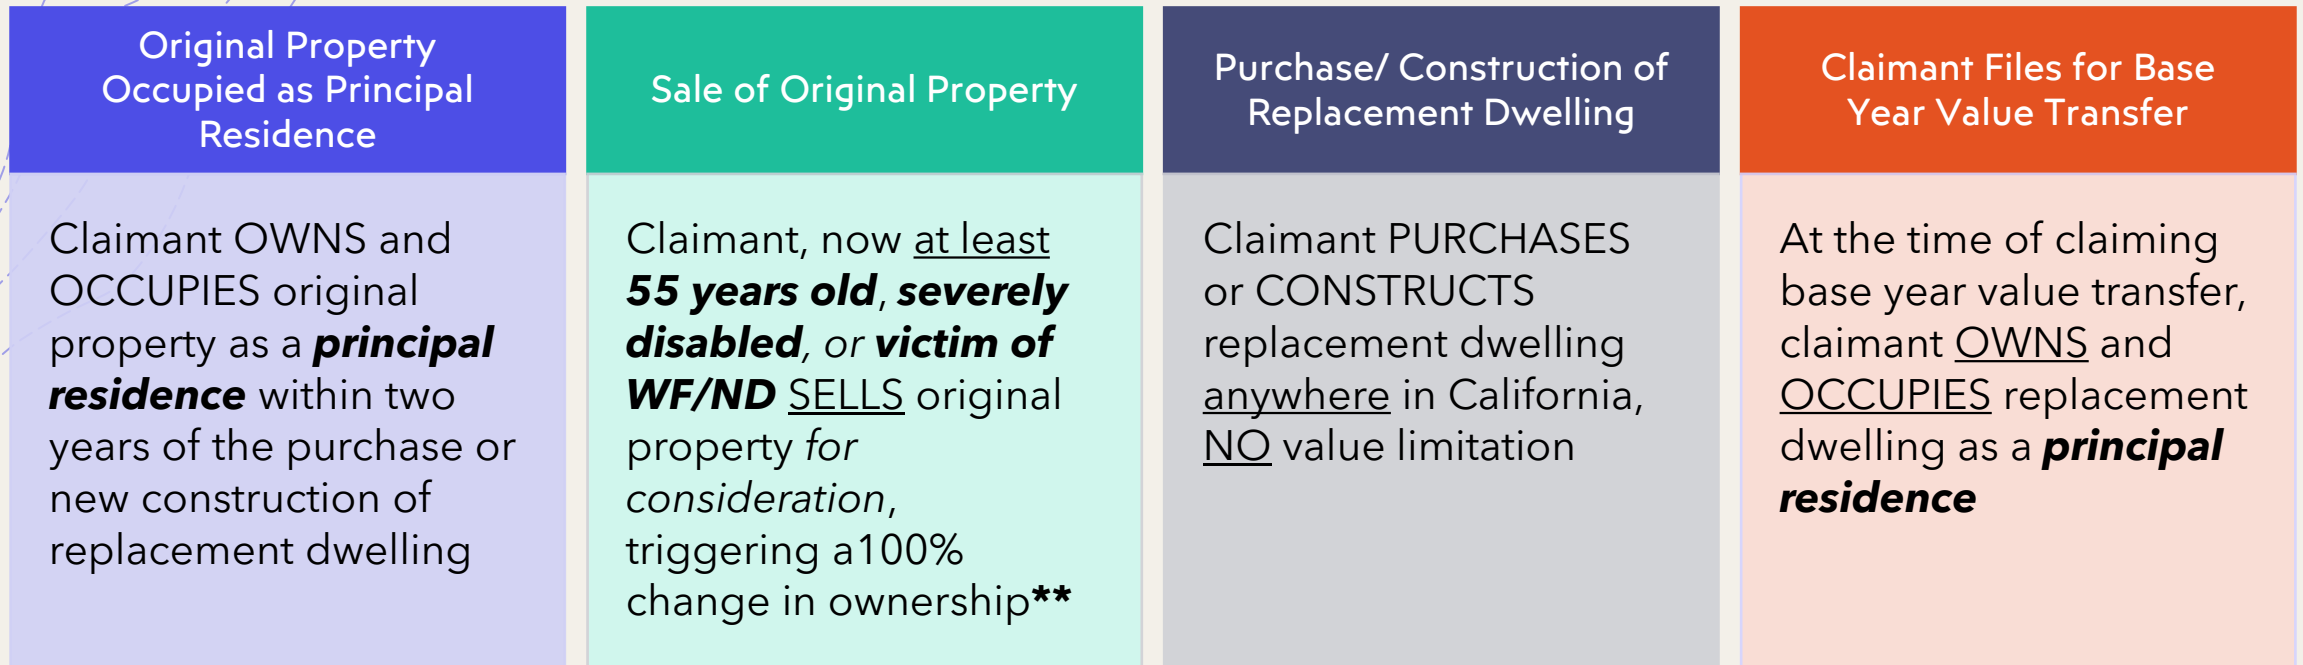 Original Property
Occupied as Principal
Residence
Claimant OWNS and
OCCUPIES original
property as a principal
residence within two
years of the purchase or
new construction of
replacement dwelling
Sale of Original Property
Claimant, now at least
55 years old, severely
disabled, or victim of
WF/ND SELLS original
property for
consideration,
triggering a100%
change in ownership**
Purchase/ Construction of
Replacement Dwelling
Claimant PURCHASES
or CONSTRUCTS
replacement dwelling
anywhere in California,
NO value limitation
Claimant Files for Base
Year Value Transfer
At the time of claiming
base year value transfer,
claimant OWNS and
OCCUPIES replacement
dwelling as a principal
residence